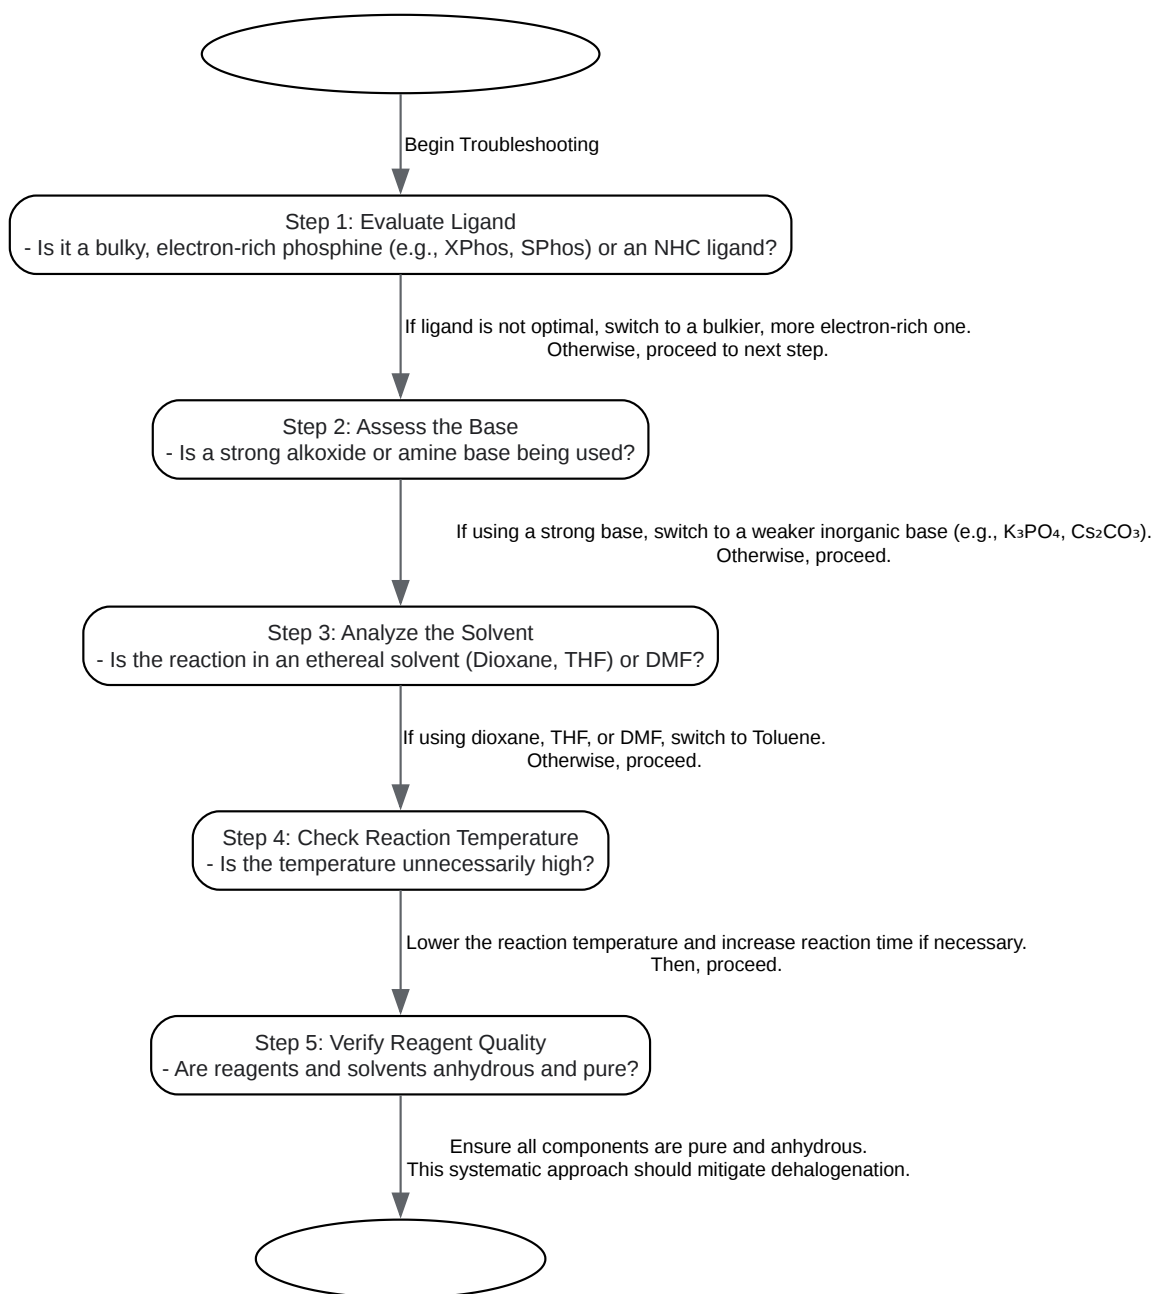 Begin Troubleshooting
Step 1: Evaluate Ligand
- Is it a bulky, electron-rich phosphine (e.g., XPhos, SPhos) or an NHC ligand?
If ligand is not optimal, switch to a bulkier, more electron-rich one.
Otherwise, proceed to next step.
Step 2: Assess the Base
- Is a strong alkoxide or amine base being used?
If using a strong base, switch to a weaker inorganic base (e.g., K₃PO₄, Cs₂CO₃).
Otherwise, proceed.
Step 3: Analyze the Solvent
- Is the reaction in an ethereal solvent (Dioxane, THF) or DMF?
If using dioxane, THF, or DMF, switch to Toluene.
Otherwise, proceed.
Step 4: Check Reaction Temperature
- Is the temperature unnecessarily high?
Lower the reaction temperature and increase reaction time if necessary.
Then, proceed.
Step 5: Verify Reagent Quality
- Are reagents and solvents anhydrous and pure?
Ensure all components are pure and anhydrous.
This systematic approach should mitigate dehalogenation.